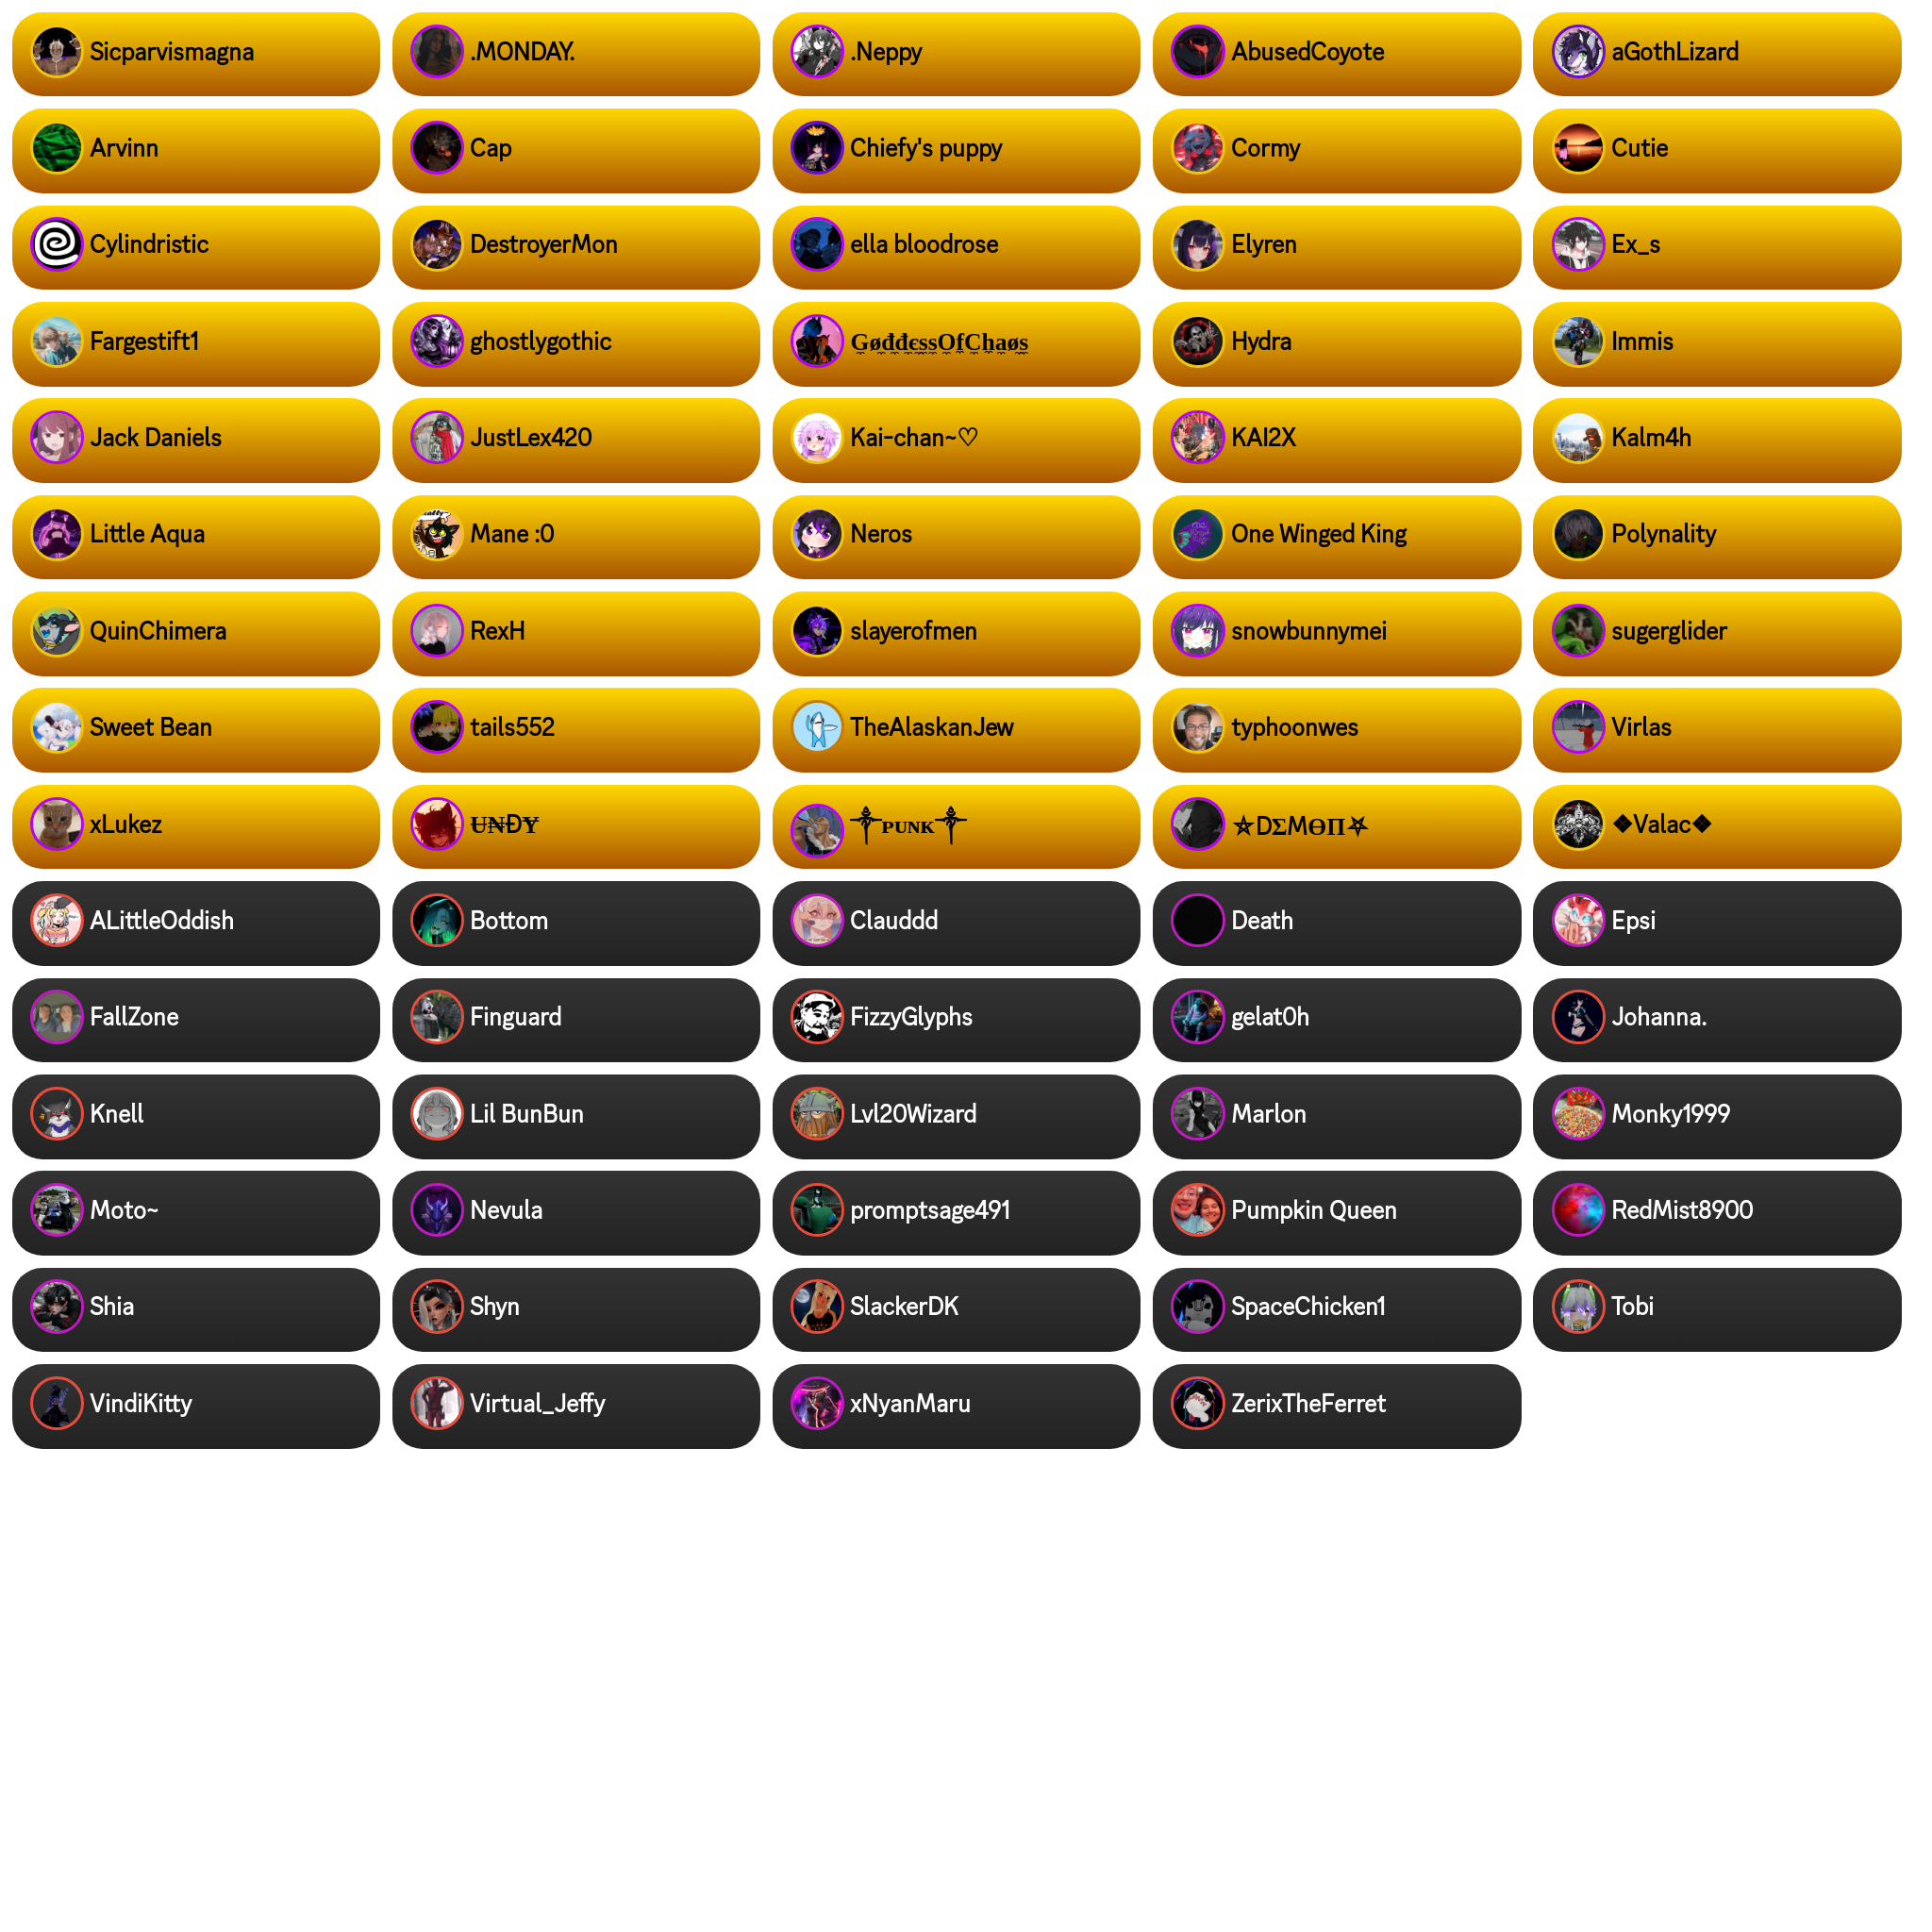 Sicparvismagna
.MONDAY.
.Neppy
AbusedCoyote
aGothLizard
Arvinn
Cap
Chiefy's puppy
Cormy
Cutie
Cylindristic
DestroyerMon
ella bloodrose
Elyren
Ex_s
Fargestift1
ghostlygothic
G̼ø̼đ̼đ̼є̼s̼s̼O̼f̼C̼h̼a̼ø̼s̼
Hydra
Immis
Jack Daniels
JustLex420
Kai-chan~♡
KAI2X
Kalm4h
Little Aqua
Mane :0
Neros
One Winged King
Polynality
QuinChimera
RexH
slayerofmen
snowbunnymei
sugerglider
Sweet Bean
tails552
TheAlaskanJew
typhoonwes
Virlas
xLukez
U̶N̶ĐY̶
༒ᴘᴜɴᴋ༒
⛤DΣMӨП⛧
❖Valac❖
ALittleOddish
Bottom
Clauddd
Death
Epsi
FallZone
Finguard
FizzyGlyphs
gelat0h
Johanna.
Knell
Lil BunBun
Lvl20Wizard
Marlon
Monky1999
Moto~
Nevula
promptsage491
Pumpkin Queen
RedMist8900
Shia
Shyn
SlackerDK
SpaceChicken1
Tobi
VindiKitty
Virtual_Jeffy
xNyanMaru
ZerixTheFerret